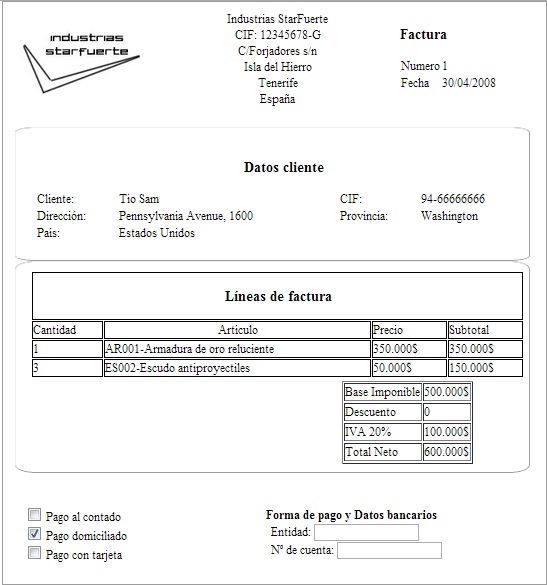 industrias
starfuerte
Industrias StarFuerte
CIF: 12345678-G
C/Forjadores s/n
Isla del Hierro
Tenerife
España
Factura
Numero 1
Fecha 30/04/2008
Datos cliente
Cliente: Tio Sam CIF: 94-66666666
Dirección: Pennsylvania Avenue, 1600 Provincia: Washington
Pais: Estados Unidos
Líneas de factura
Cantidad Articulo Precio Subtotal
1 AR001-Armadura de oro reluciente 350.000$ 350.000$
3 ES002-Escudo antiproyectiles 50.000$ 150.000$
Base Imponible 500.000$
Descuento 0
IVA 20% 100.000$
Total Neto 600.000$
Pago al contado
Pago domiciliado
Pago con tarjeta
Forma de pago y Datos bancarios
Entidad:
Nº de cuenta: